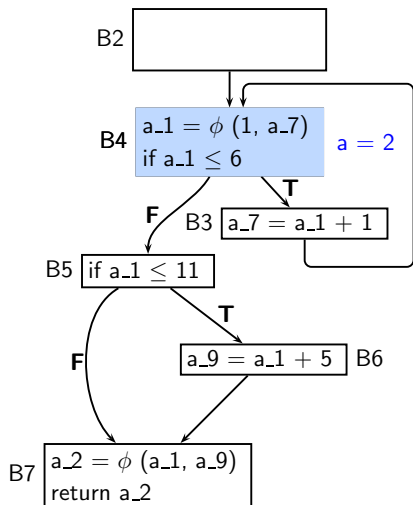 B2
B4
a_1 = ϕ (1, a_7)
if a_1 ≤ 6
a = 2
F
T
B3
a_7 = a_1 + 1
B5
if a_1 ≤ 11
T
F
a_9 = a_1 + 5
B6
B7
a_2 = ϕ (a_1, a_9)
return a_2